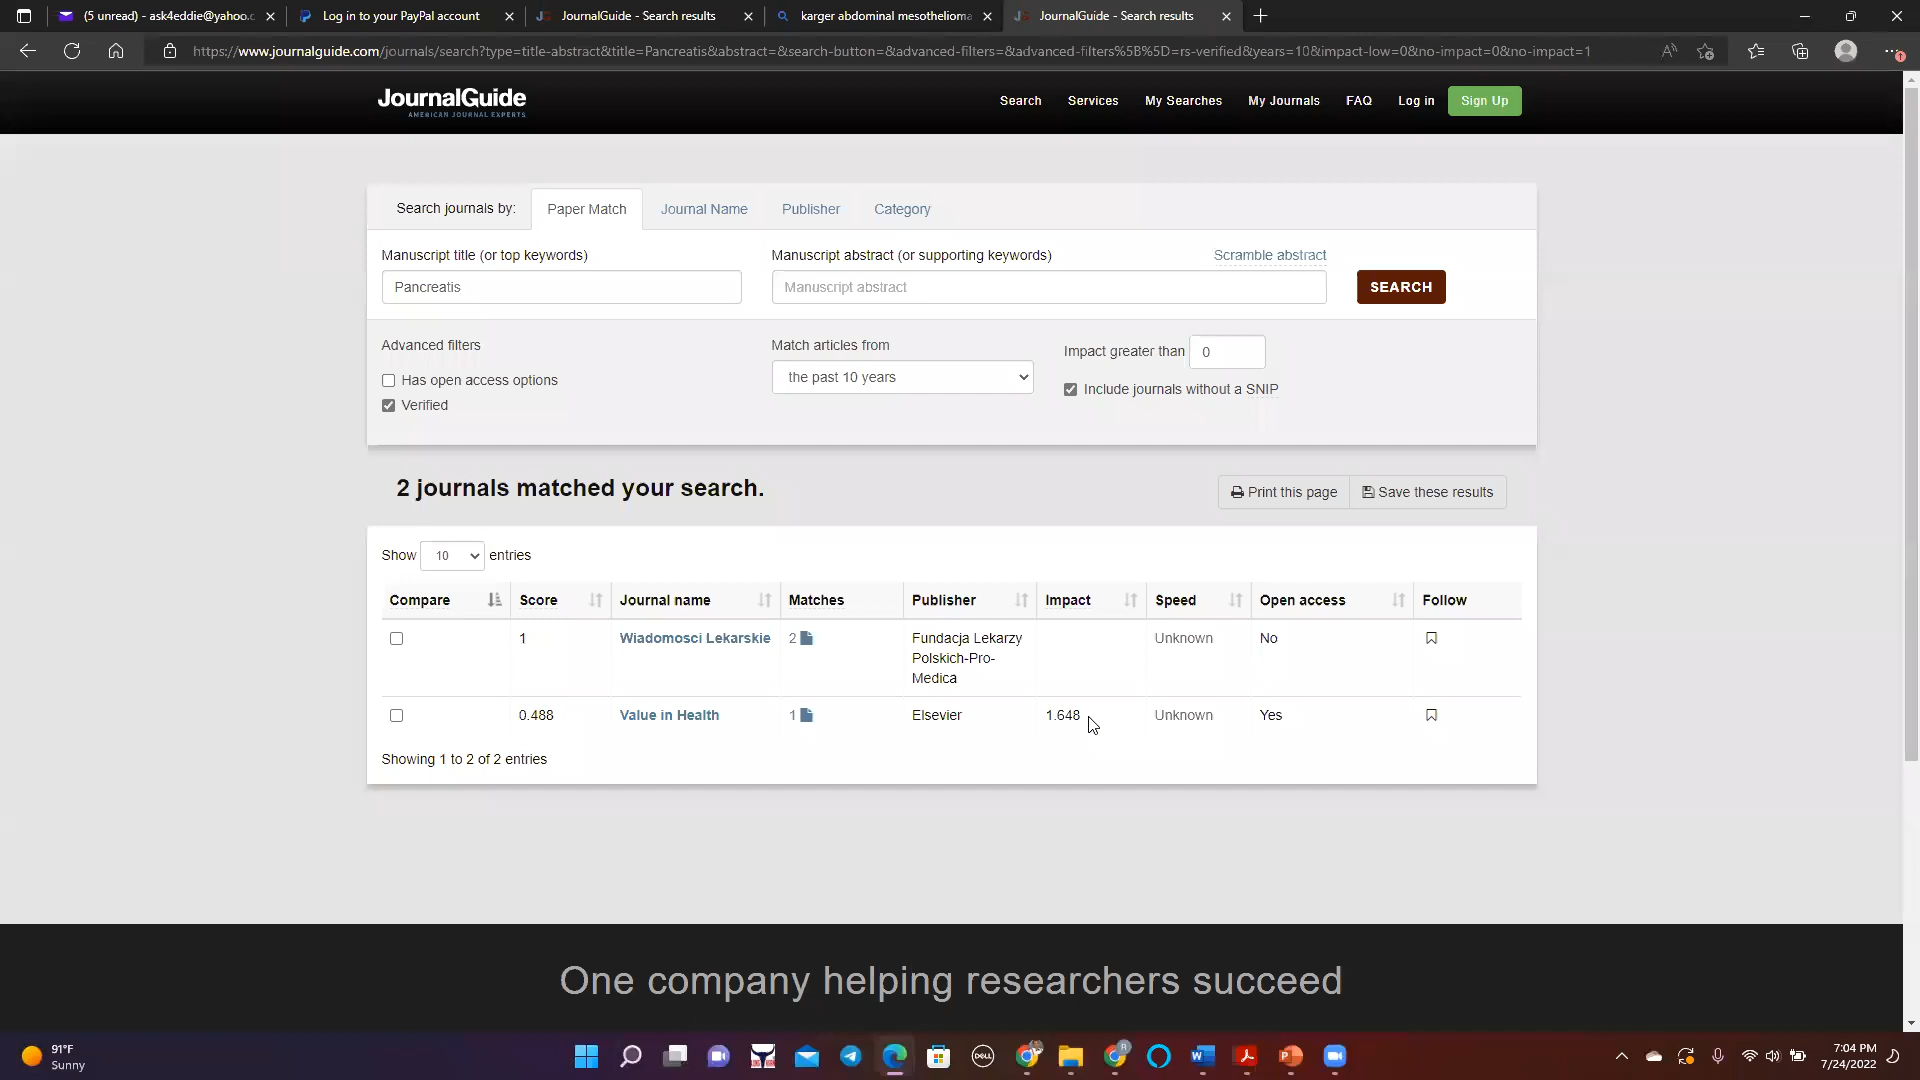 (5 unread) - ask4eddie@yahoo.c
Log in to your PayPal account
JournalGuide - Search results
karger abdominal mesothelioma
JournalGuide - Search results
https://www.journalguide.com/journals/search?type=title-abstract&title=Pancreatis&abstract=&search-button=&advanced-filters=&advanced-filters%5B%5D=rs-verified&years=10&impact-low=0&no-impact=0&no-impact=1
JournalGuide
AMERICAN JOURNAL EXPERTS
Search Services My Searches My Journals FAQ Log in Sign Up
Search journals by: Paper Match Journal Name Publisher Category
Manuscript title (or top keywords) Manuscript abstract (or supporting keywords) Scramble abstract
Pancreatis Manuscript abstract SEARCH
Advanced filters Match articles from Impact greater than 0
Has open access options the past 10 years Include journals without a SNIP
Verified
2 journals matched your search. Print this page Save these results
Show 10 entries
Compare Score Journal name Matches Publisher Impact Speed Open access Follow
1 Wiadomosci Lekarskie 2 Fundacja Lekarzy Unknown No
Polskich-Pro-
Medica
0.488 Value in Health 1 Elsevier 1.648 Unknown Yes
Showing 1 to 2 of 2 entries
One company helping researchers succeed
91°F
Sunny
DELL
7:04 PM
7/24/2022